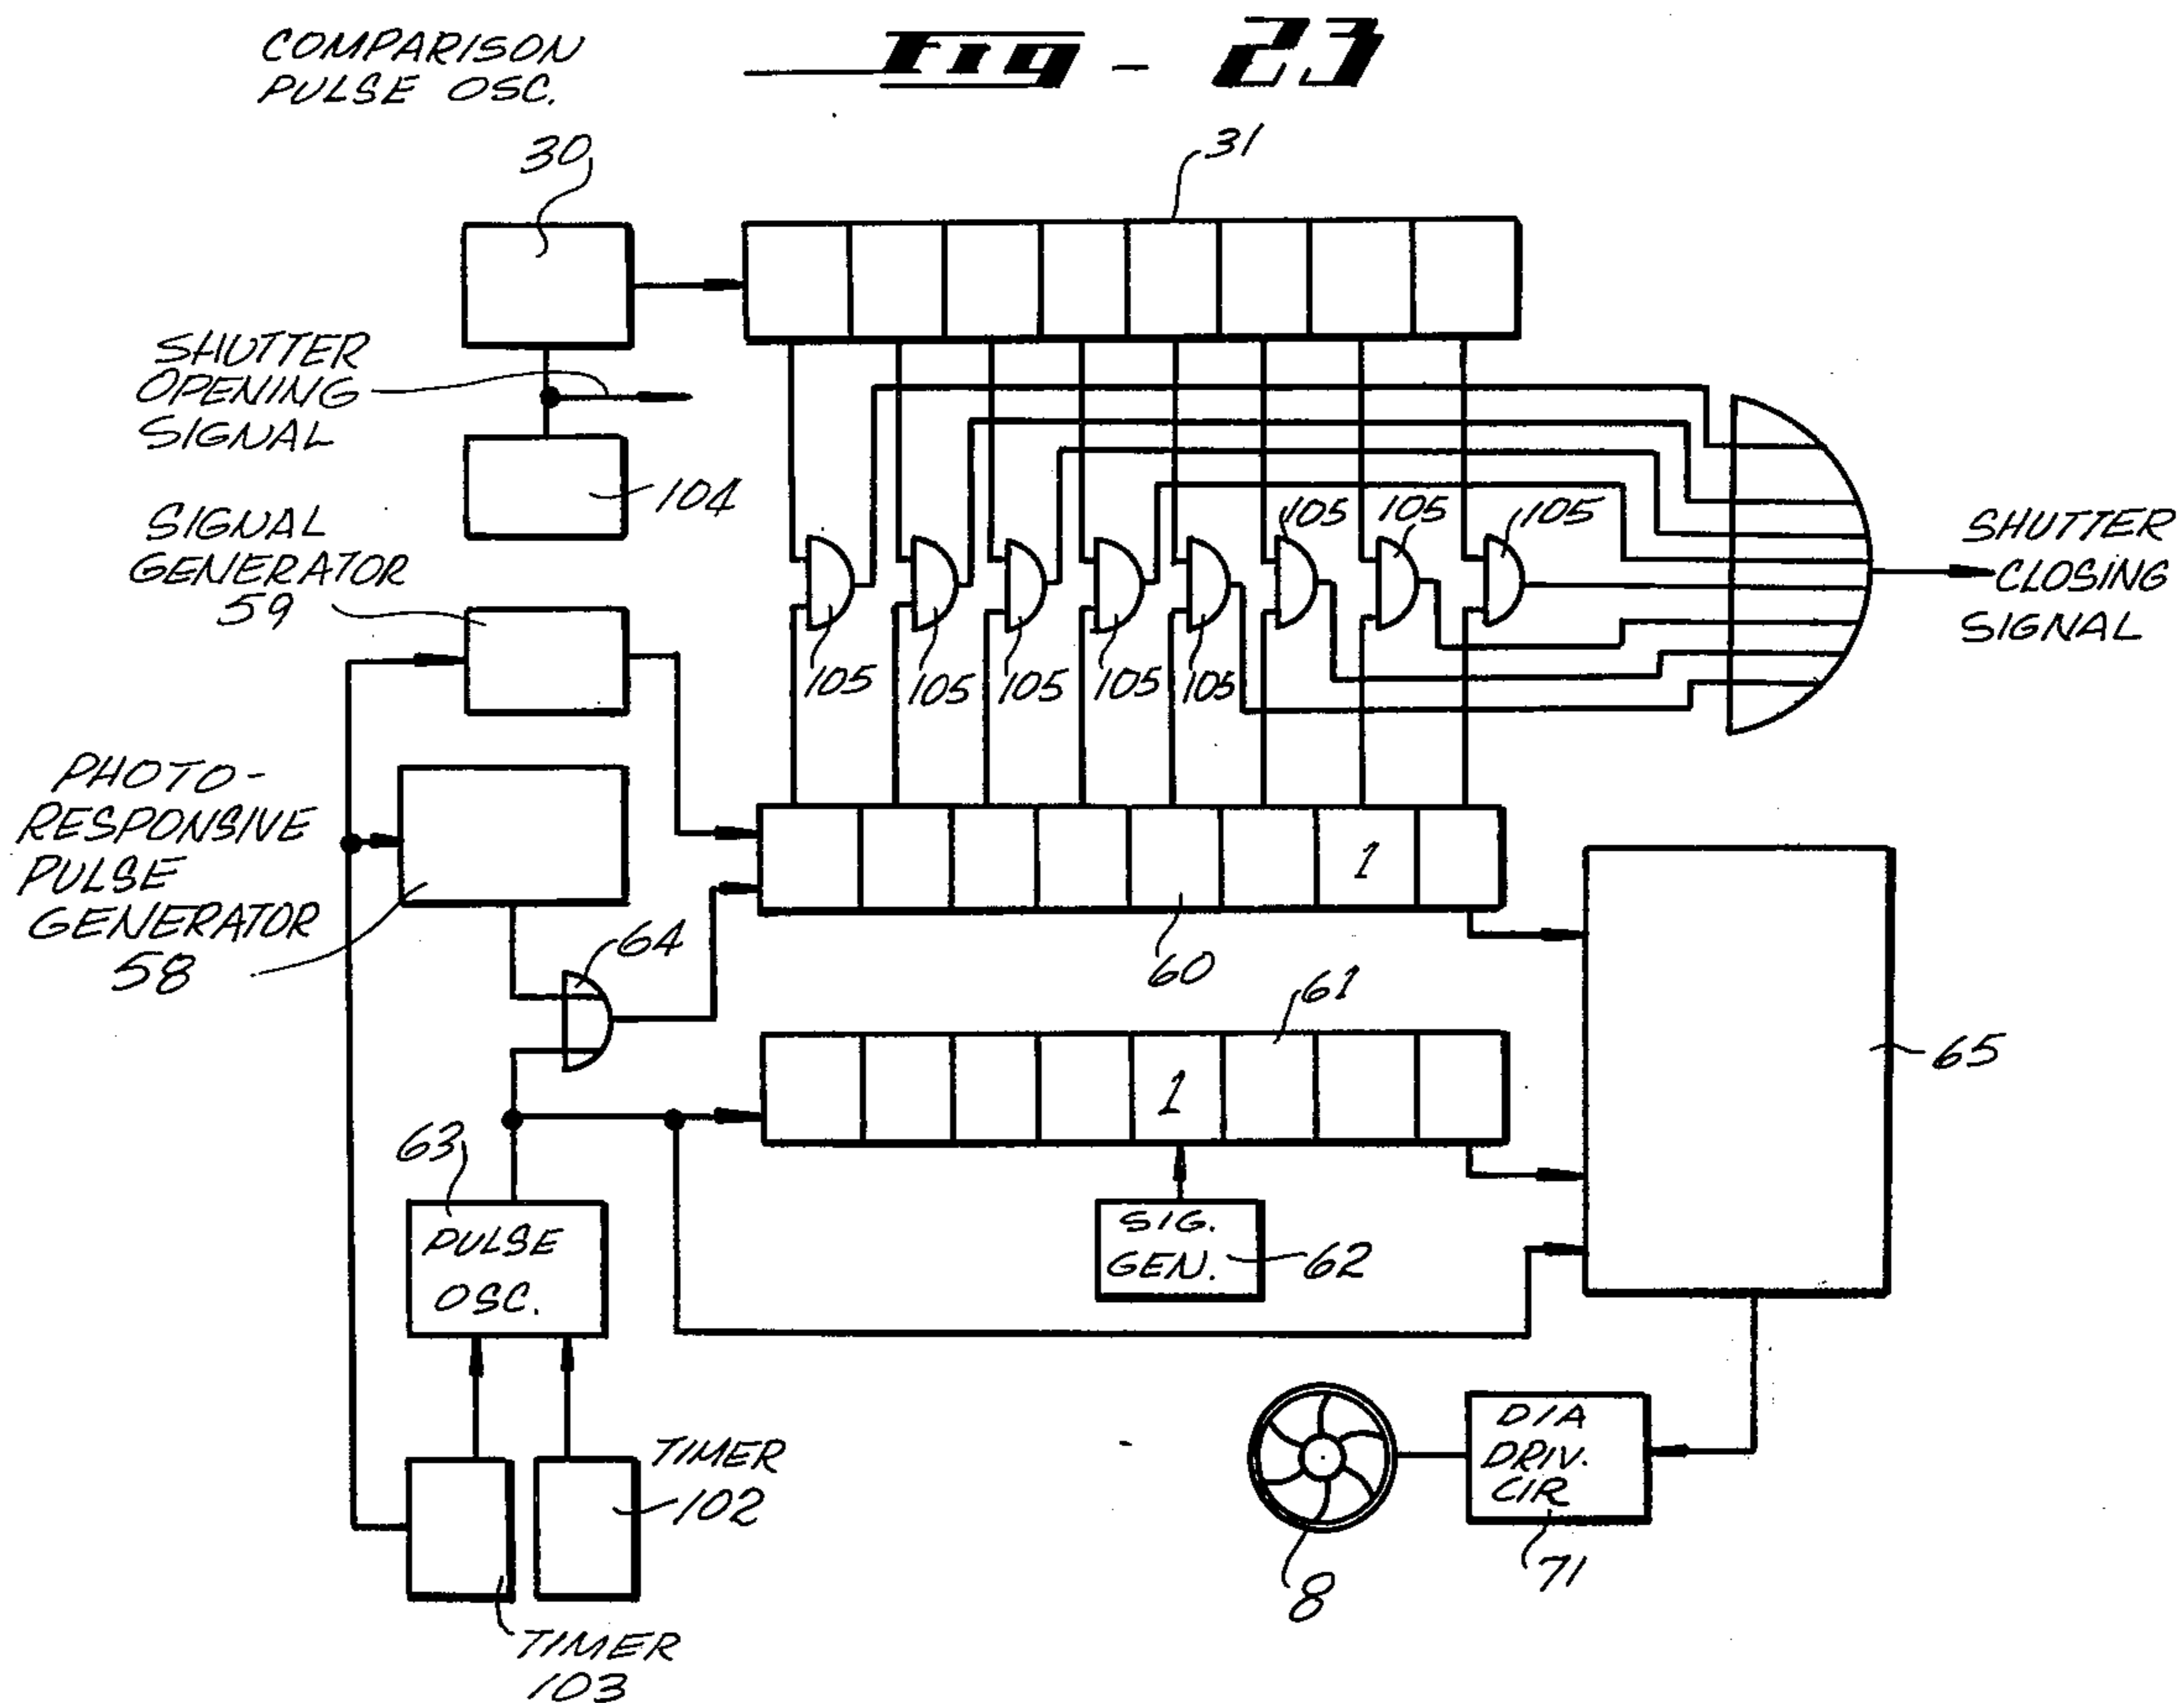 Fig - 23
COMPARISON
PULSE OSC.
30
31
SHUTTER
OPENING
SIGNAL
104
SIGNAL
GENERATOR
59
105 105 105
105 105 105 105 105
SHUTTER
CLOSING
SIGNAL
PHOTO-
RESPONSIVE
PULSE
GENERATOR
58
1
60
64
61
1
65
63
PULSE
OSC.
SIG.
GEN.
62
TIMER
102
TIMER
103
8
DIA
DRIV.
CIR
71